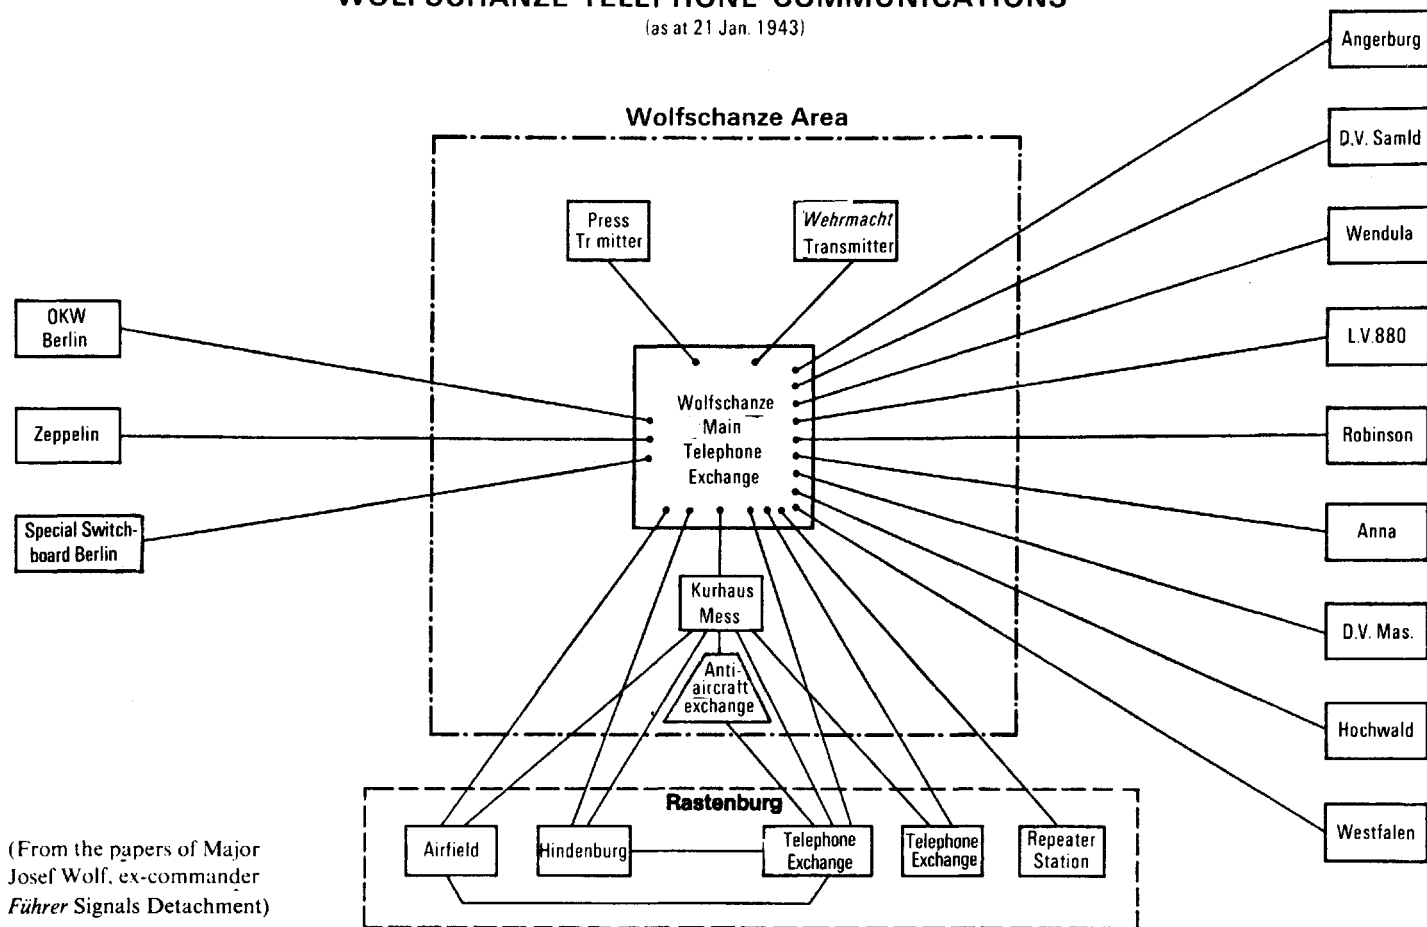 WOLFSCHANZE TELEPHONE COMMUNICATIONS
(as at 21 Jan. 1943)
Wolfschanze Area
Press
Tr mitter
Wehrmacht
Transmitter
OKW
Berlin
Zeppelin
Special Switch-
board Berlin
Wolfschanze
Main
Telephone
Exchange
Kurhaus
Mess
Anti-
aircraft
exchange
Angerburg
D.V. Samld
Wendula
L.V.880
Robinson
Anna
D.V. Mas.
Hochwald
Westfalen
Rastenburg
Airfield
Hindenburg
Telephone
Exchange
Telephone
Exchange
Repeater
Station
(From the papers of Major
Josef Wolf, ex-commander
Führer Signals Detachment)